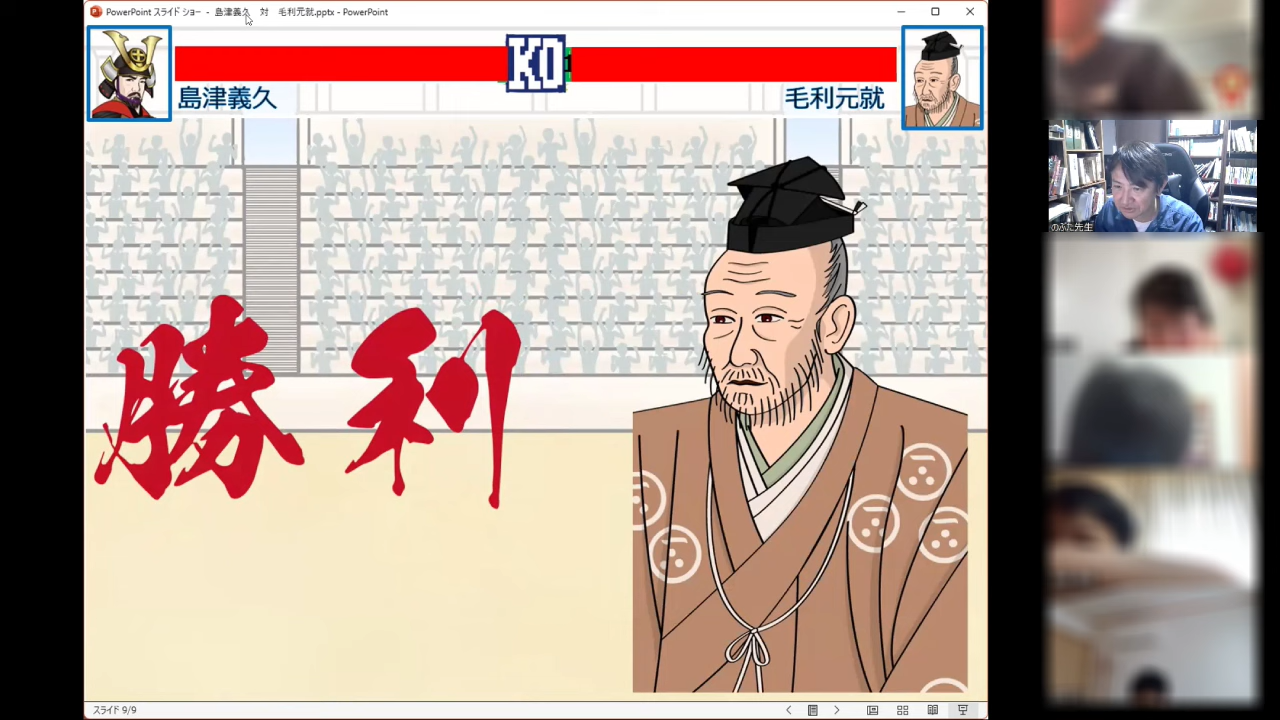 PowerPoint スライド ショー - 島津義久 対 毛利元就.pptx - PowerPoint
KO
島津義久
毛利元就
勝利
のぶた先生
スライド 9/9